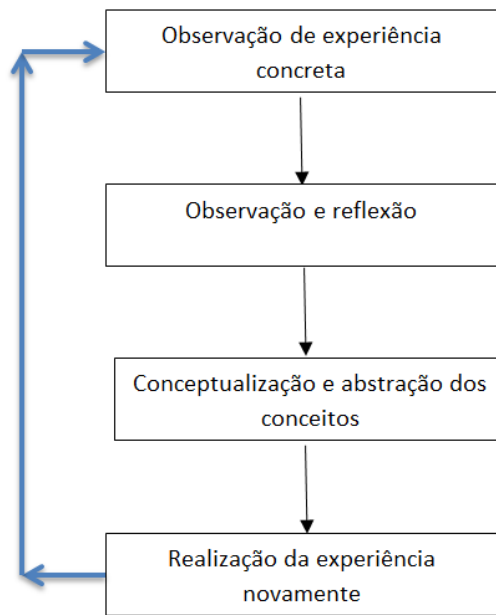 Observação de experiência
concreta
Observação e reflexão
Conceptualização e abstração dos
conceitos
Realização da experiência
novamente